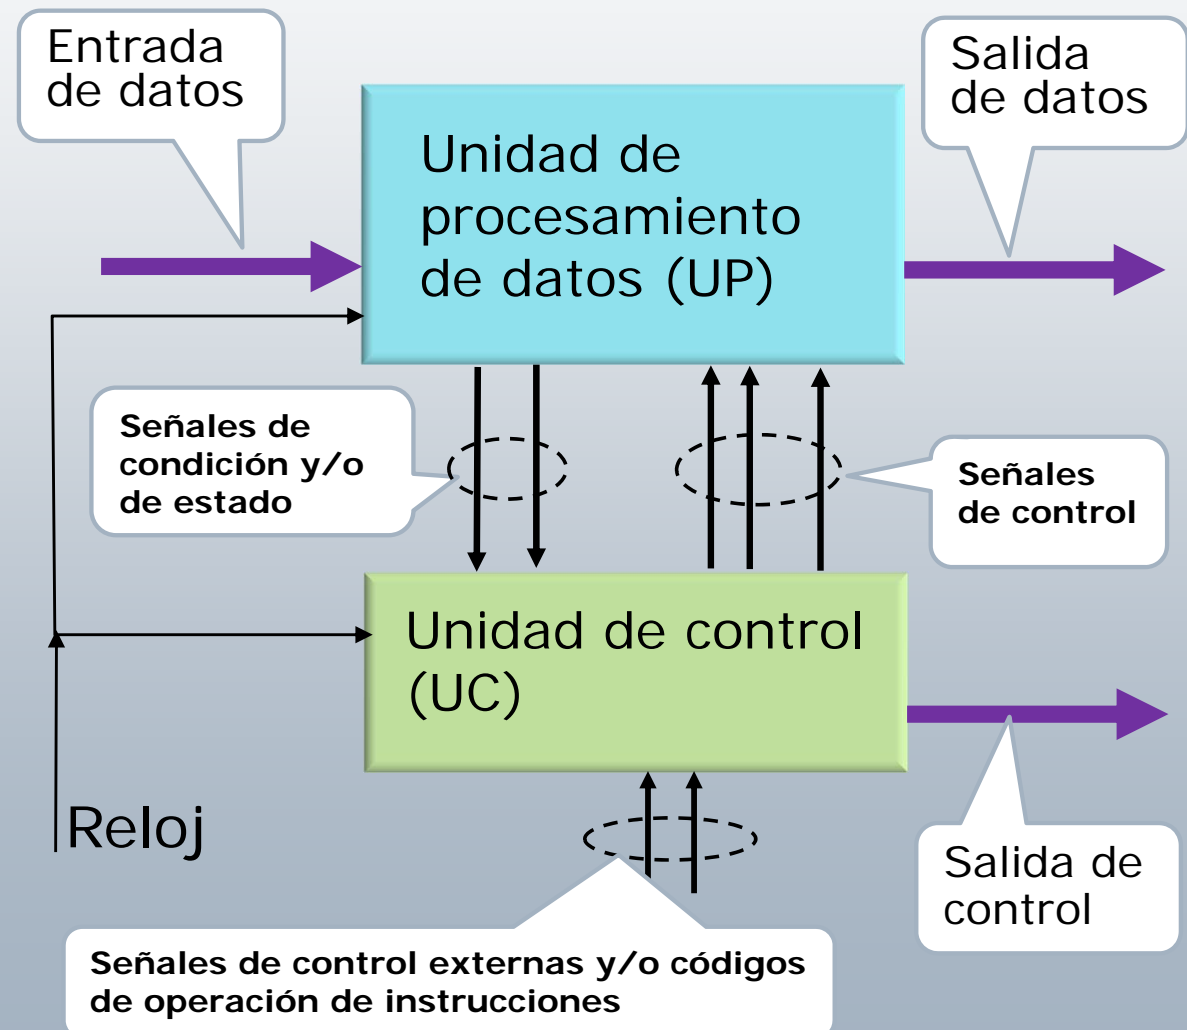 Entrada
de datos
Salida
de datos
Unidad de
procesamiento
de datos (UP)
Señales de
condición y/o
de estado
Señales
de control
Unidad de control
(UC)
Reloj
Salida de
control
Señales de control externas y/o códigos
de operación de instrucciones